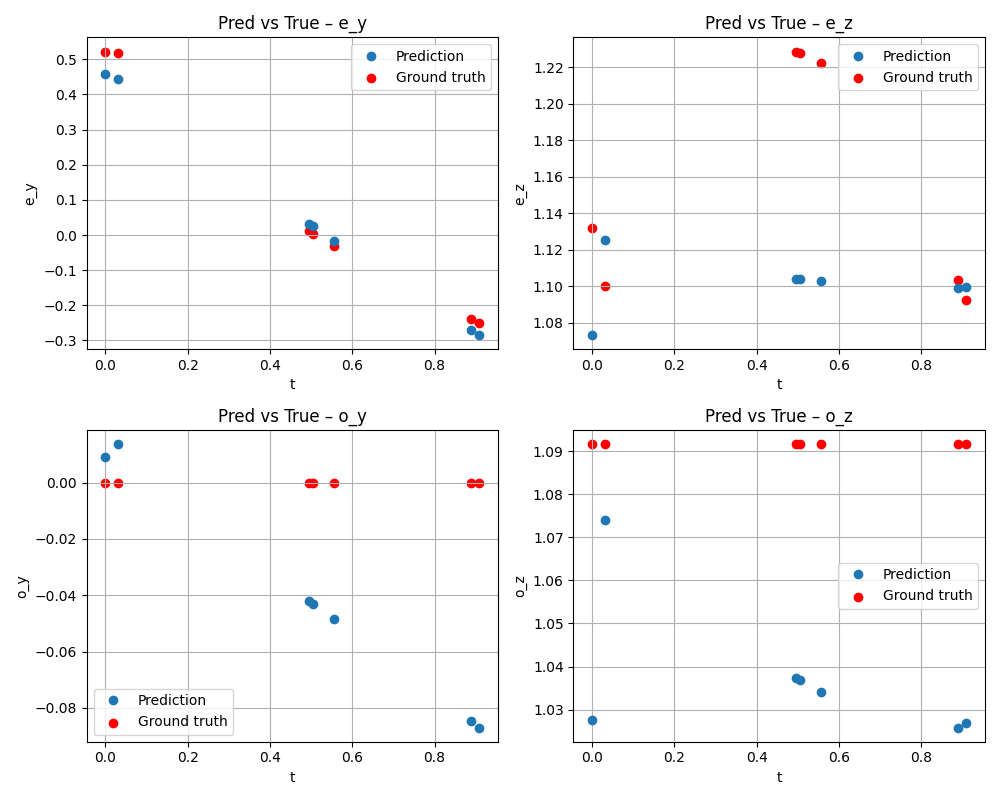 Pred vs True – e_y
e_y
0.5
0.4
0.3
0.2
0.1
0.0
−0.1
−0.2
−0.3
0.0 0.2 0.4 0.6 0.8
t
Prediction
Ground truth
Pred vs True – e_z
e_z
1.22
1.20
1.18
1.16
1.14
1.12
1.10
1.08
0.0 0.2 0.4 0.6 0.8
t
Prediction
Ground truth
Pred vs True – o_y
o_y
0.00
−0.02
−0.04
−0.06
−0.08
0.0 0.2 0.4 0.6 0.8
t
Prediction
Ground truth
Pred vs True – o_z
o_z
1.09
1.08
1.07
1.06
1.05
1.04
1.03
0.0 0.2 0.4 0.6 0.8
t
Prediction
Ground truth